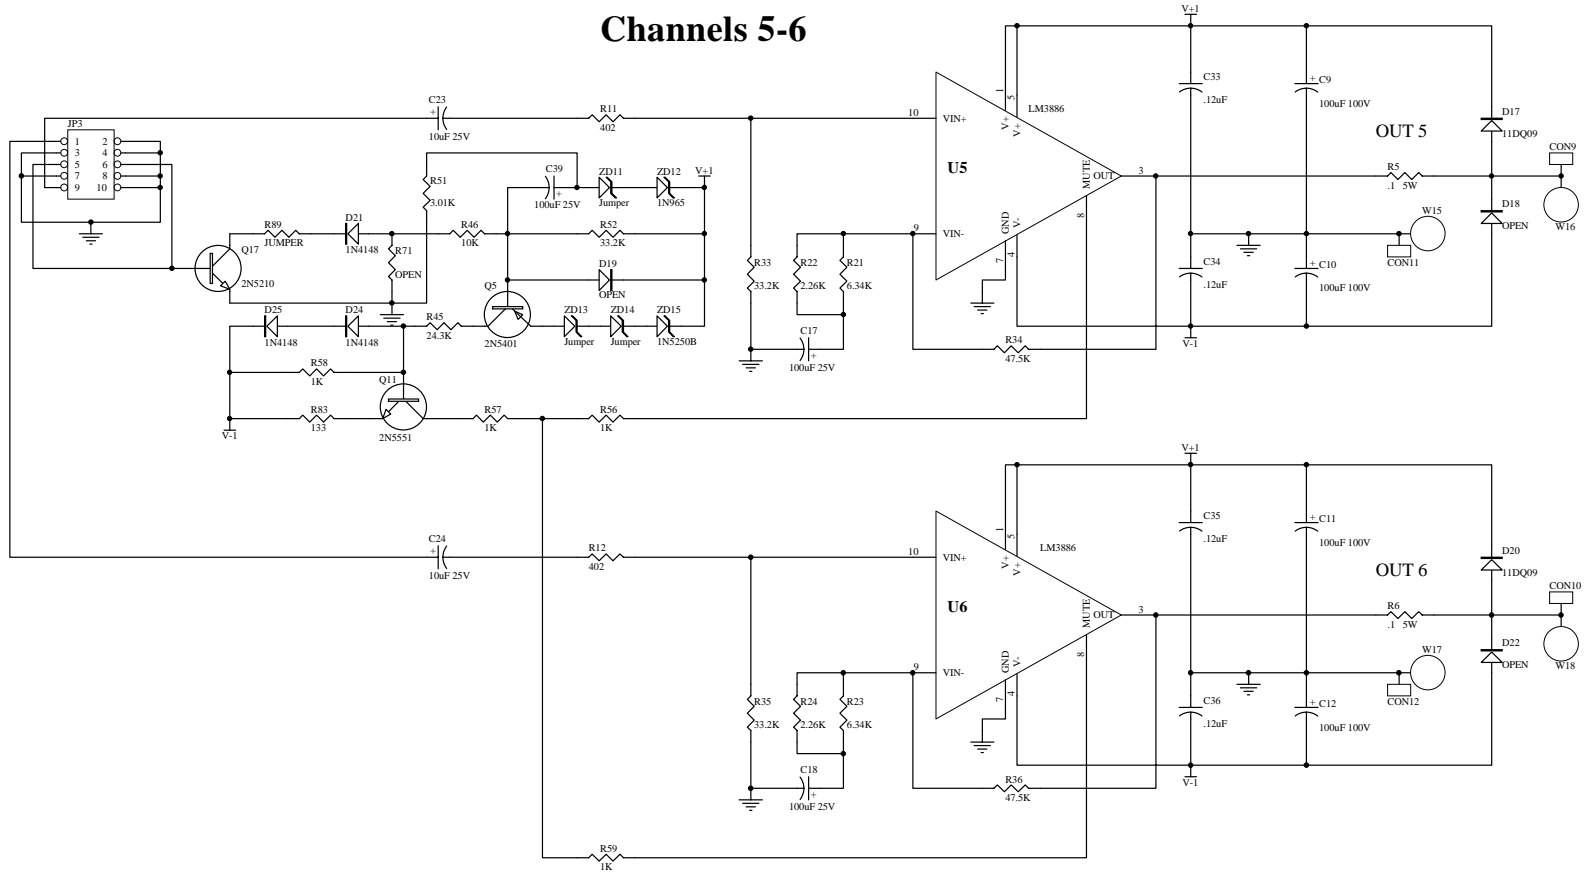 Channels 5-6
V+1
C33
.12uF
C9
+
100uF 100V
D17
11DQ09
OUT 5
CON9
W16
R5
.1 5W
D18
OPEN
W15
CON11
C34
.12uF
C10
+
100uF 100V
V-1
C23
+
10uF 25V
R11
402
JP3
1 2
3 4
5 6
7 8
9 10
R51
3.01K
C39
+
100uF 25V
ZD11
Jumper
ZD12
1N965
V+1
R89
JUMPER
D21
1N4148
R71
OPEN
R46
10K
R52
33.2K
Q17
2N5210
D19
OPEN
Q5
2N5401
ZD13
Jumper
ZD14
Jumper
ZD15
1N5250B
D25
1N4148
D24
1N4148
R45
24.3K
R58
1K
Q11
2N5551
R83
133
V-1
R57
1K
R56
1K
10
VIN+
1
5
V+
V+
LM3886
U5
MUTE
OUT
3
8
9
VIN-
GND
V-
7
4
R33
33.2K
R22
2.26K
R21
6.34K
C17
+
100uF 25V
R34
47.5K
V+1
C35
.12uF
C11
+
100uF 100V
D20
11DQ09
OUT 6
CON10
W18
R6
.1 5W
D22
OPEN
W17
CON12
C36
.12uF
C12
+
100uF 100V
V-1
C24
+
10uF 25V
R12
402
10
VIN+
1
5
V+
V+
LM3886
U6
MUTE
OUT
3
8
9
VIN-
GND
V-
7
4
R35
33.2K
R24
2.26K
R23
6.34K
C18
+
100uF 25V
R36
47.5K
R59
1K